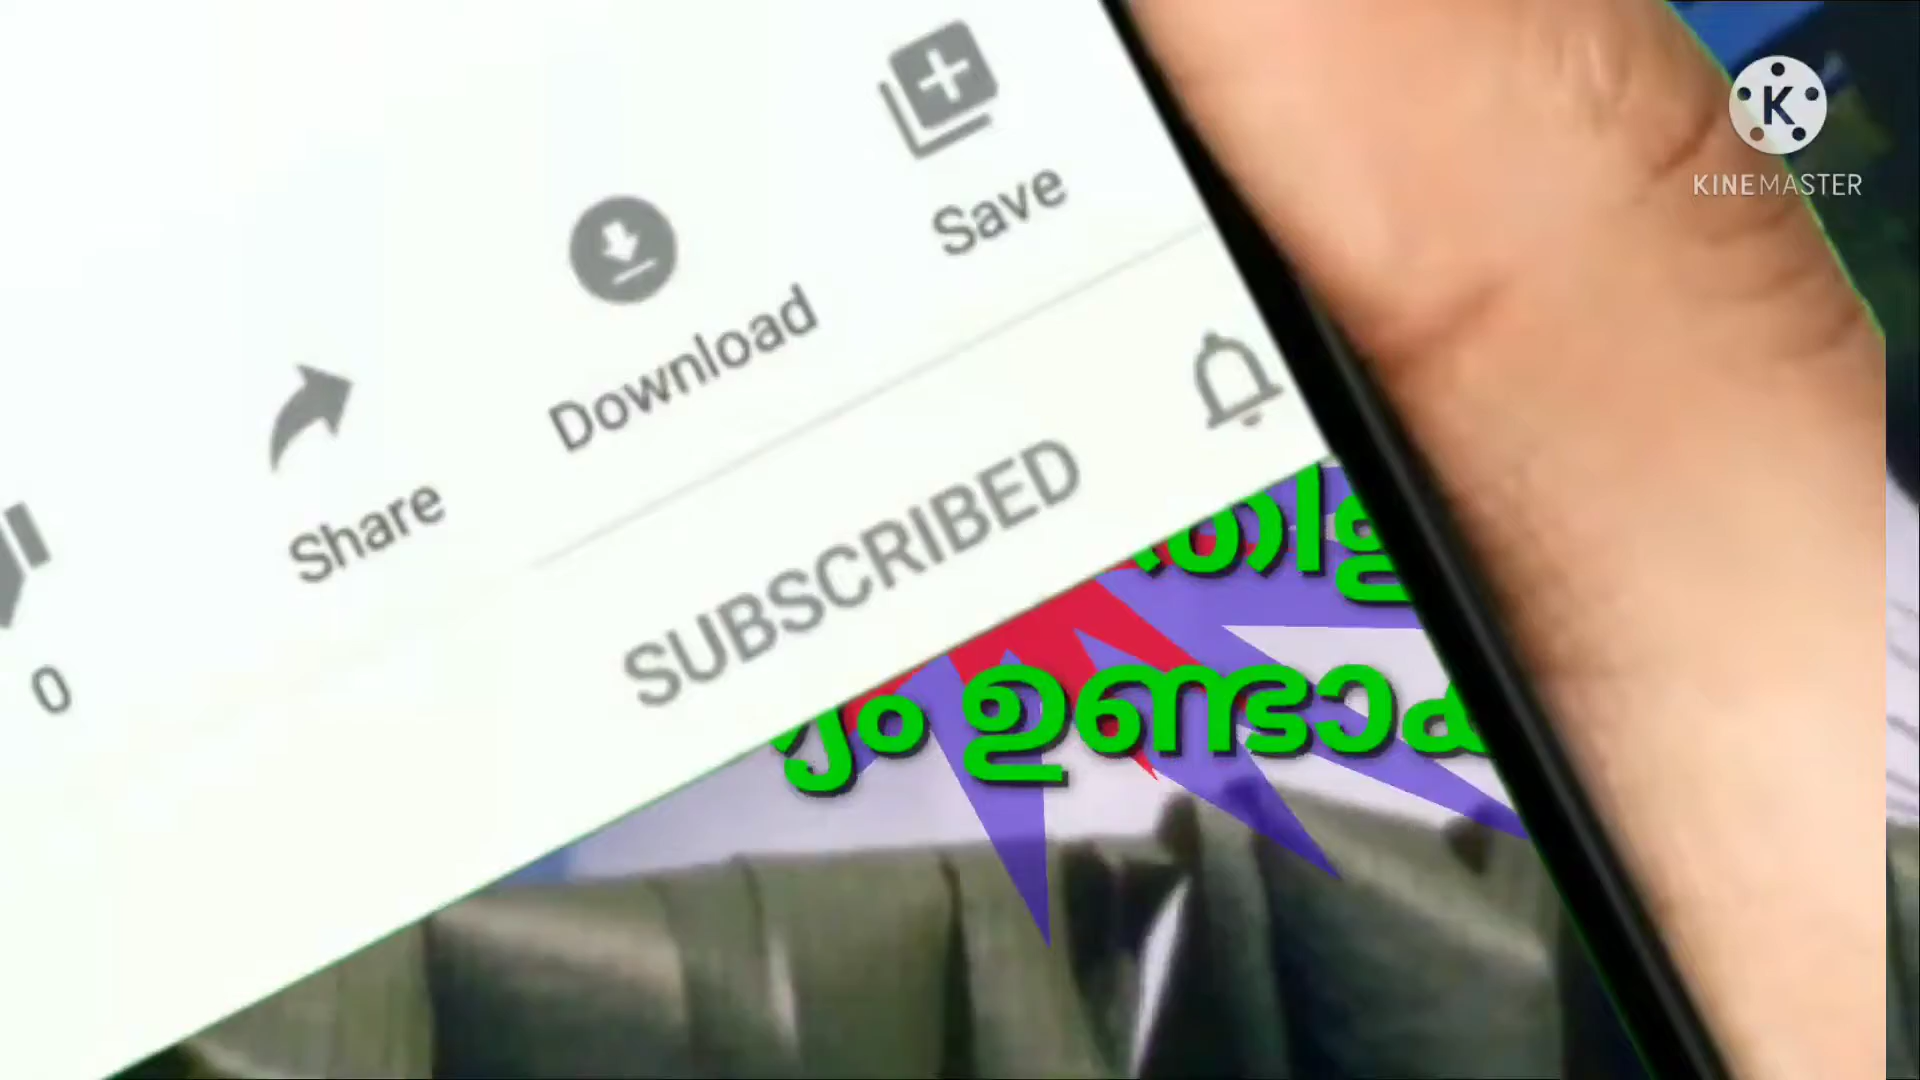 Save
KINEMASTER
Download
Share
SUBSCRIBED
0
ഉണ്ടാക